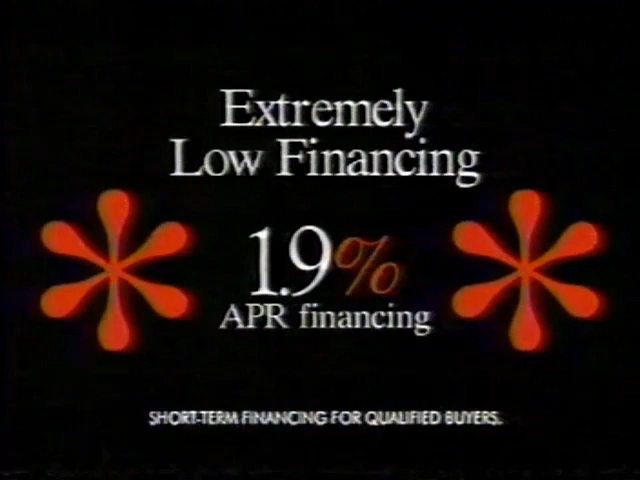 Extremely
Low Financing
1.9%
APR financing
SHORT-TERM FINANCING FOR QUALIFIED BUYERS.